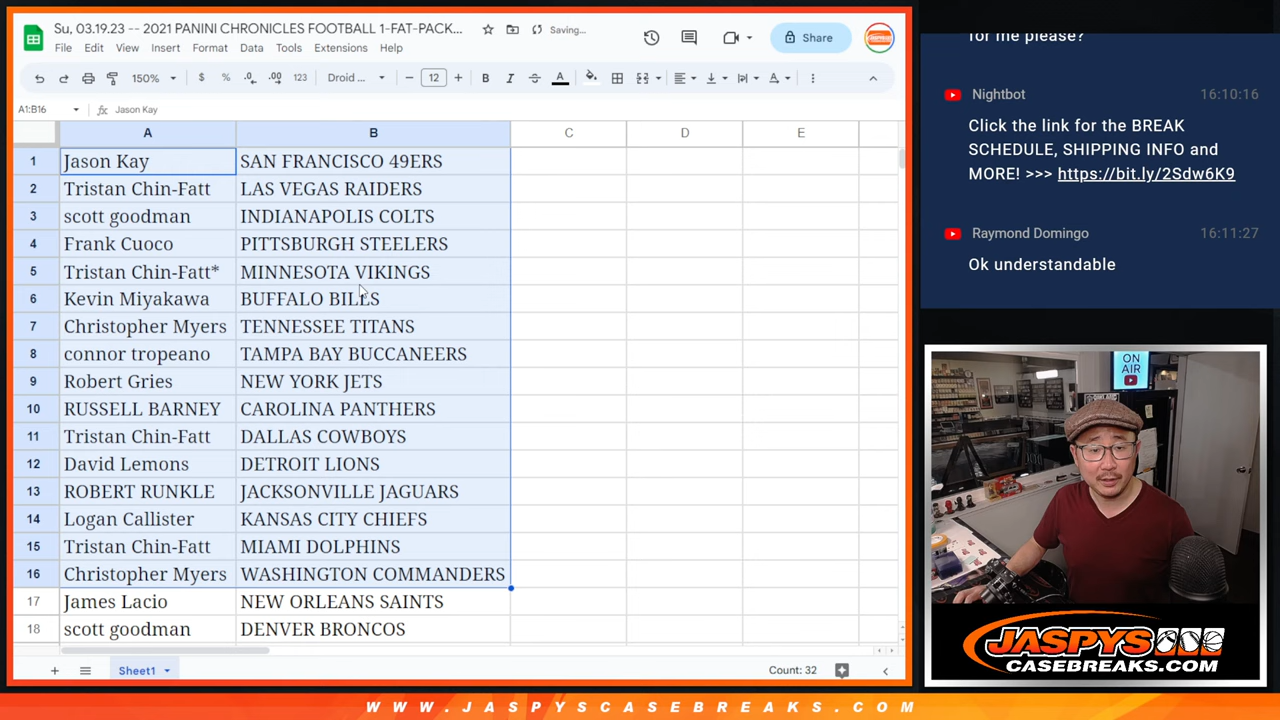 Su, 03.19.23 -- 2021 PANINI CHRONICLES FOOTBALL 1-FAT-PACK...
Saving...
Share
File Edit View Insert Format Data Tools Extensions Help
150% $ % .0 .00 123 Droid ... 12 B I A
A1:B16 fx Jason Kay
A B C D E
1 Jason Kay SAN FRANCISCO 49ERS
2 Tristan Chin-Fatt LAS VEGAS RAIDERS
3 scott goodman INDIANAPOLIS COLTS
4 Frank Cuoco PITTSBURGH STEELERS
5 Tristan Chin-Fatt* MINNESOTA VIKINGS
6 Kevin Miyakawa BUFFALO BILLS
7 Christopher Myers TENNESSEE TITANS
8 connor tropeano TAMPA BAY BUCCANEERS
9 Robert Gries NEW YORK JETS
10 RUSSELL BARNEY CAROLINA PANTHERS
11 Tristan Chin-Fatt DALLAS COWBOYS
12 David Lemons DETROIT LIONS
13 ROBERT RUNKLE JACKSONVILLE JAGUARS
14 Logan Callister KANSAS CITY CHIEFS
15 Tristan Chin-Fatt MIAMI DOLPHINS
16 Christopher Myers WASHINGTON COMMANDERS
17 James Lacio NEW ORLEANS SAINTS
18 scott goodman DENVER BRONCOS
Sheet1
Count: 32
for me please?
Nightbot 16:10:16
Click the link for the BREAK
SCHEDULE, SHIPPING INFO and
MORE! >>> https://bit.ly/2Sdw6K9
Raymond Domingo 16:11:27
Ok understandable
ON
AIR
JASPYS
CASEBREAKS.COM
WWW.JASPYSCASEBREAKS.COM